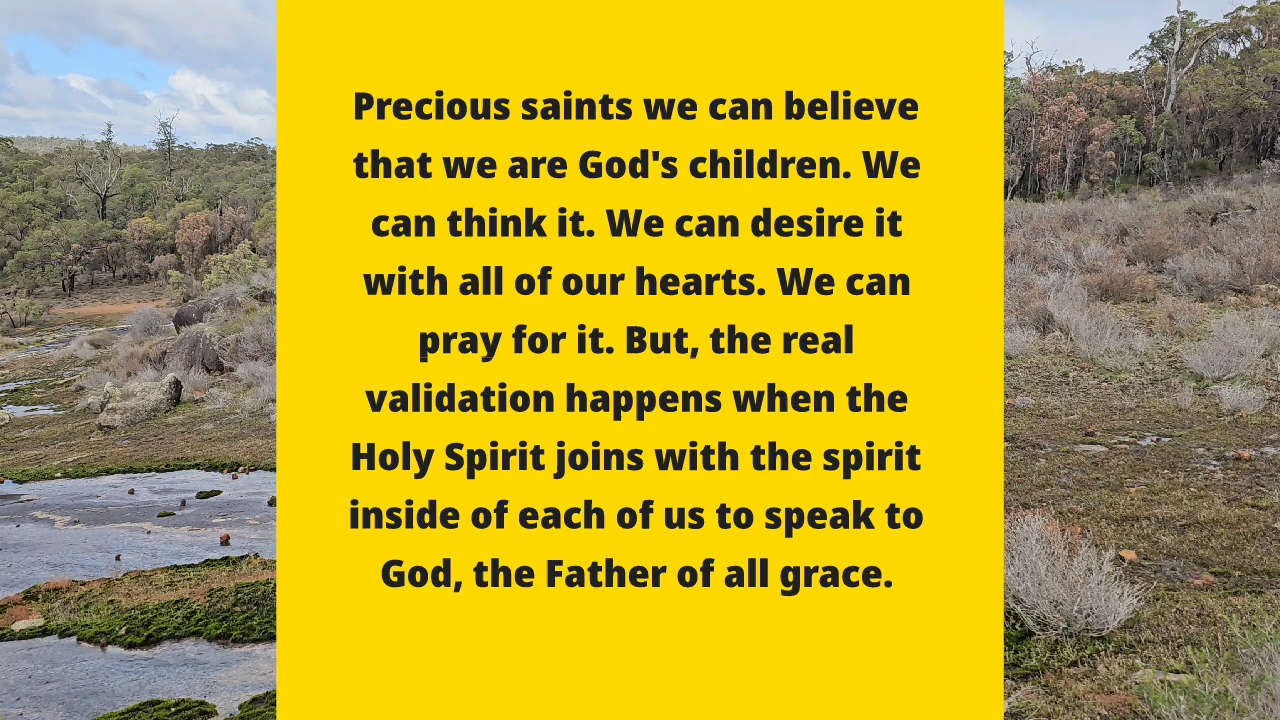 Precious saints we can believe
that we are God's children. We
can think it. We can desire it
with all of our hearts. We can
pray for it. But, the real
validation happens when the
Holy Spirit joins with the spirit
inside of each of us to speak to
God, the Father of all grace.